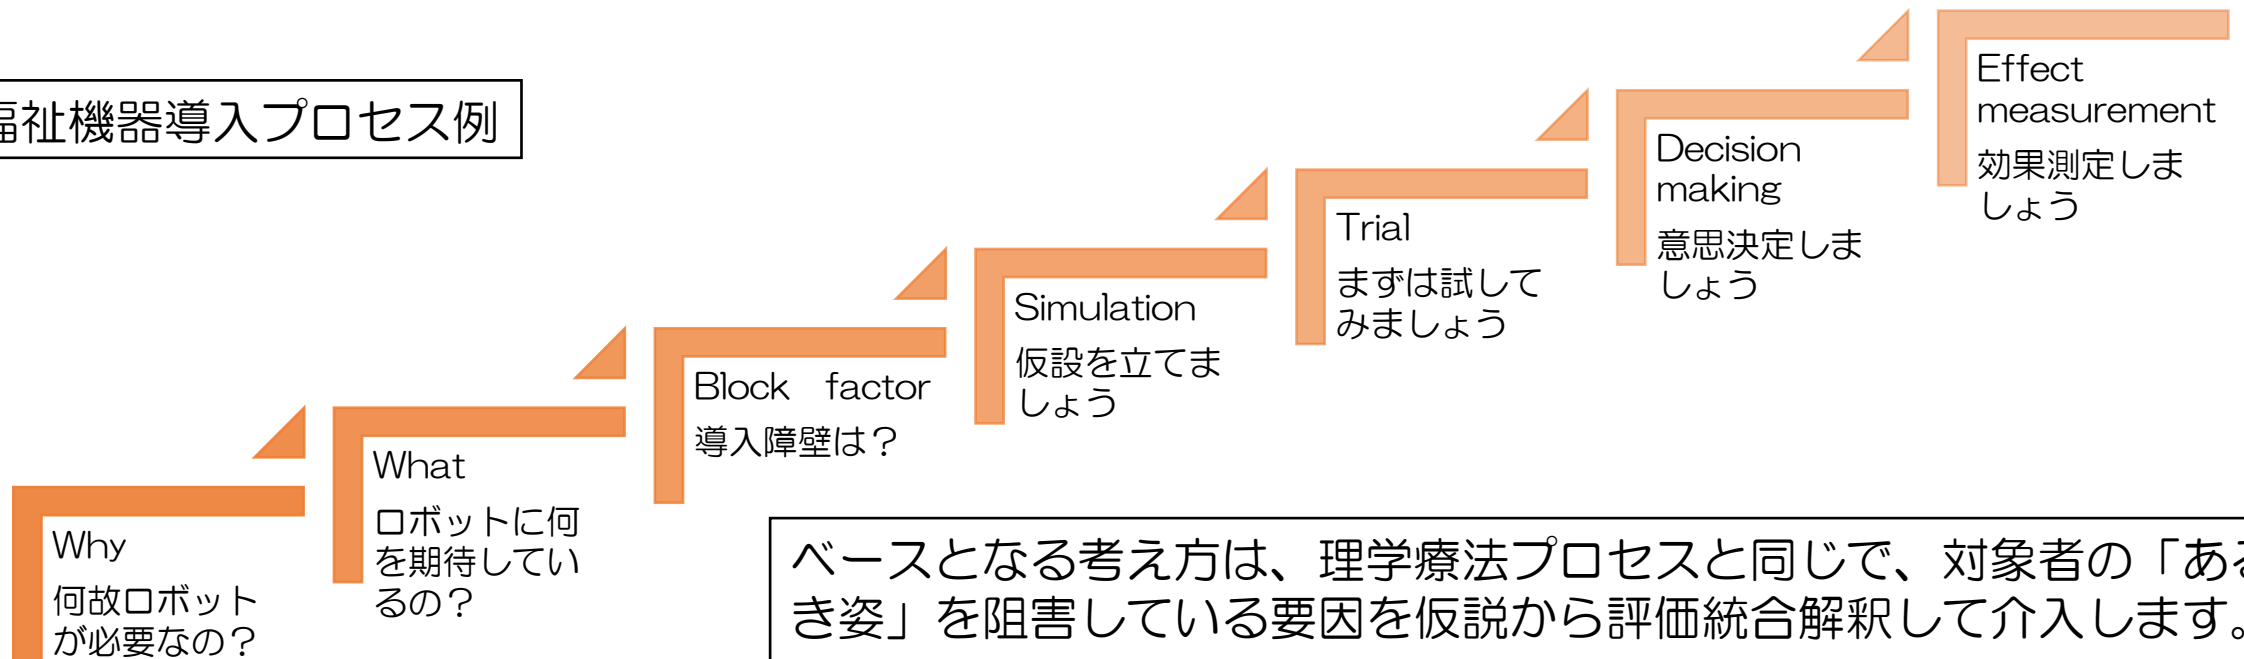 福祉機器導入プロセス例
Why
何故ロボット
が必要なの？
What
ロボットに何
を期待してい
るの？
Block　factor
導入障壁は？
Simulation
仮設を立てま
しょう
Trial
まずは試して
みましょう
Decision
making
意思決定しま
しょう
Effect
measurement
効果測定しま
しょう
ベースとなる考え方は、理学療法プロセスと同じで、対象者の「ある
き姿」を阻害している要因を仮説から評価統合解釈して介入します。